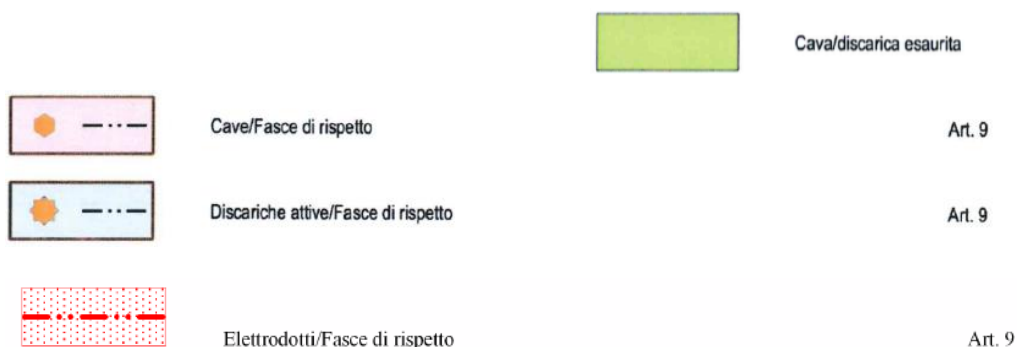 Cava/discarica esaurita
Cave/Fasce di rispetto Art. 9
Discariche attive/Fasce di rispetto Art. 9
Elettrodotti/Fasce di rispetto Art. 9